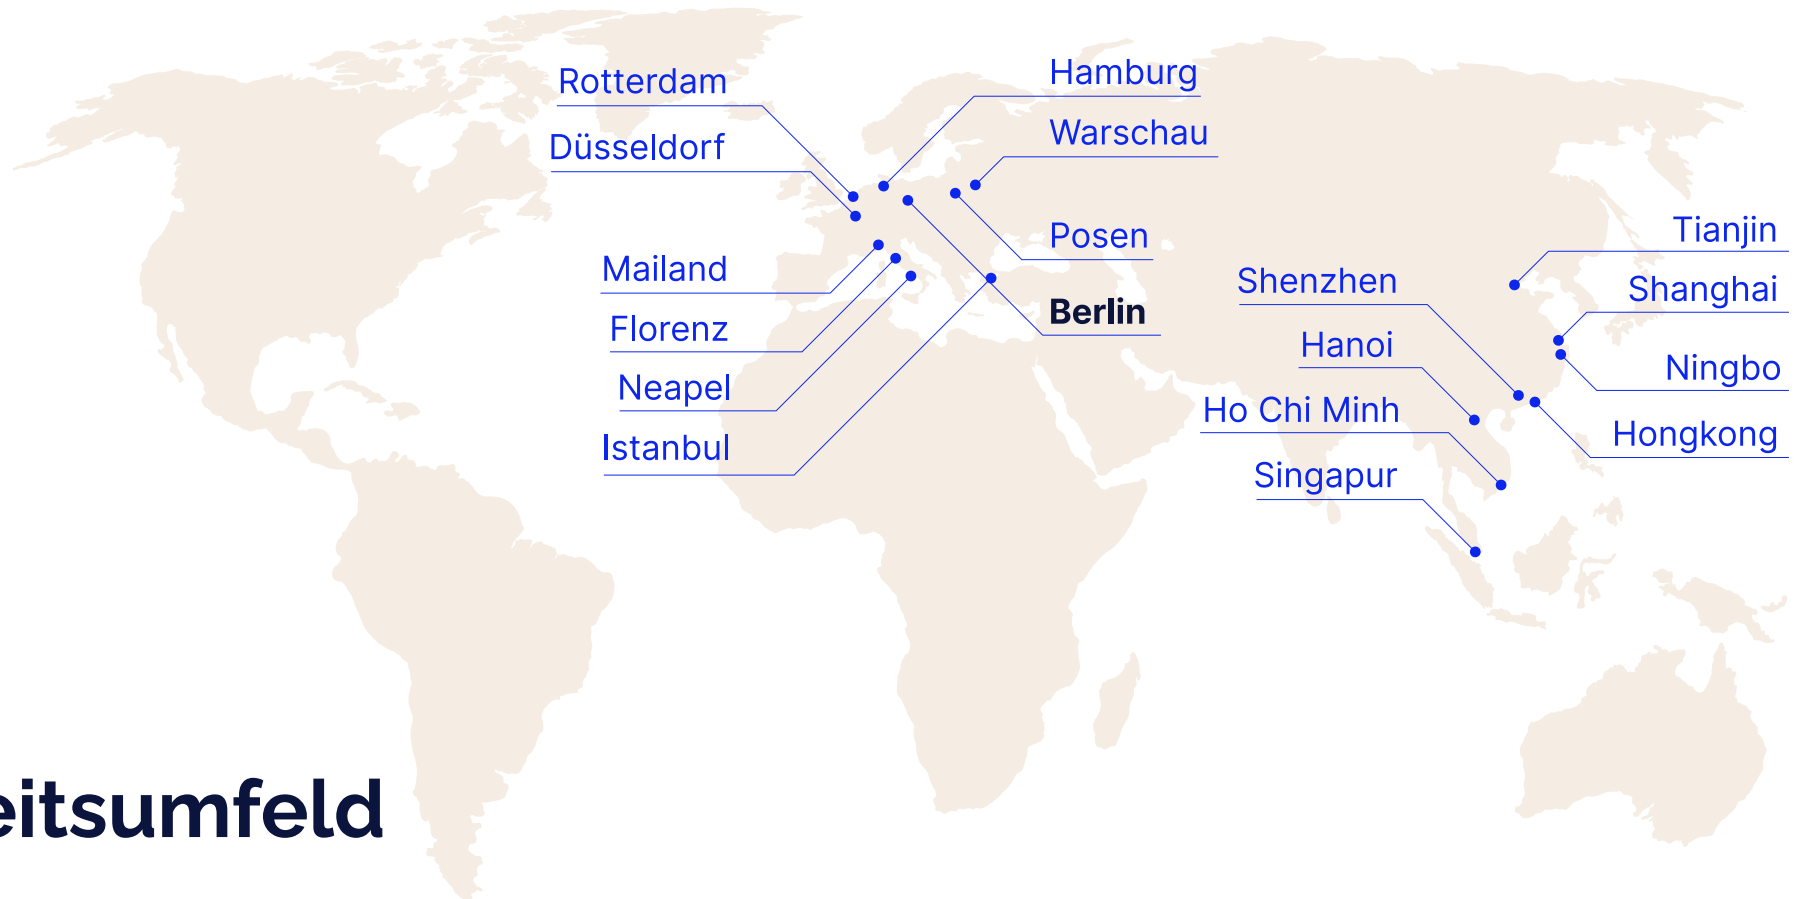 Rotterdam
Düsseldorf
Mailand
Florenz
Neapel
Istanbul
Hamburg
Warschau
Posen
Berlin
Shenzhen
Hanoi
Ho Chi Minh
Singapur
Tianjin
Shanghai
Ningbo
Hongkong
eitsumfeld